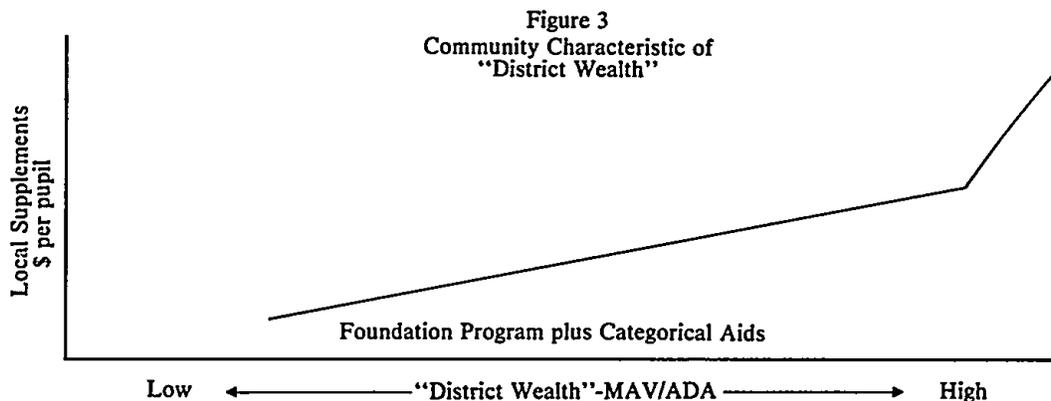 Figure 3
Community Characteristic of
“District Wealth”
Local Supplements
$ per pupil
Foundation Program plus Categorical Aids
Low “District Wealth”-MAV/ADA High